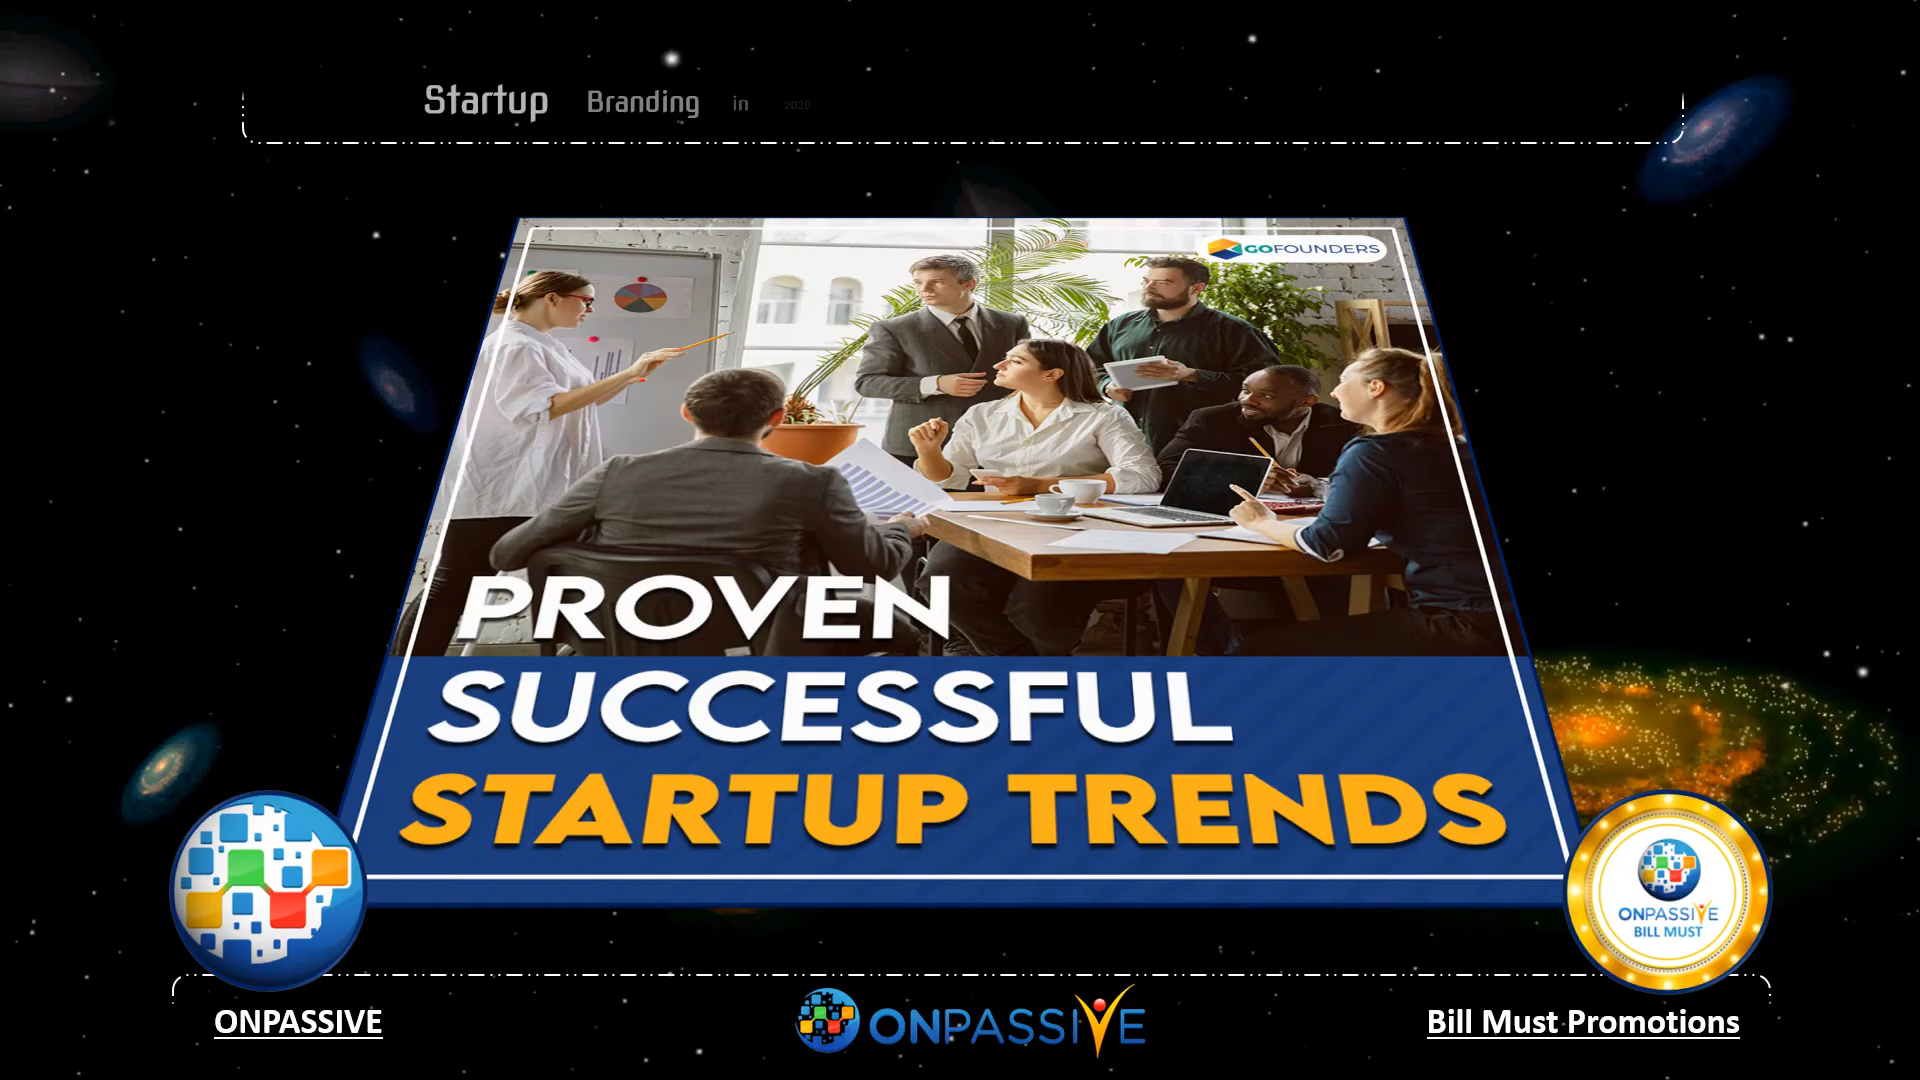 Startup Branding in 2020
GOFOUNDERS
PROVEN
SUCCESSFUL
STARTUP TRENDS
ONPASSIVE
BILL MUST
ONPASSIVE
ONPASSIVE
Bill Must Promotions